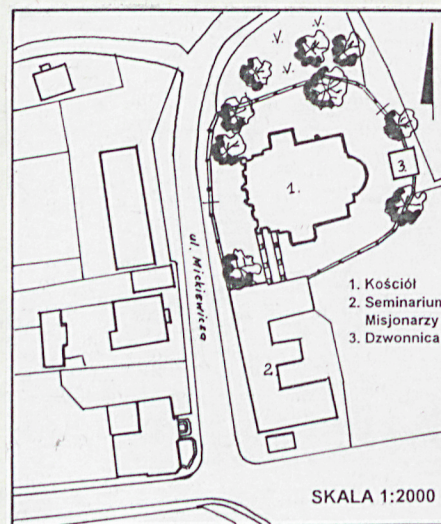 1.
3.
ul. Mickiewicza
1. Kościół
2. Seminarium
Misjonarzy
3. Dzwonnica
2.
SKALA 1:2000